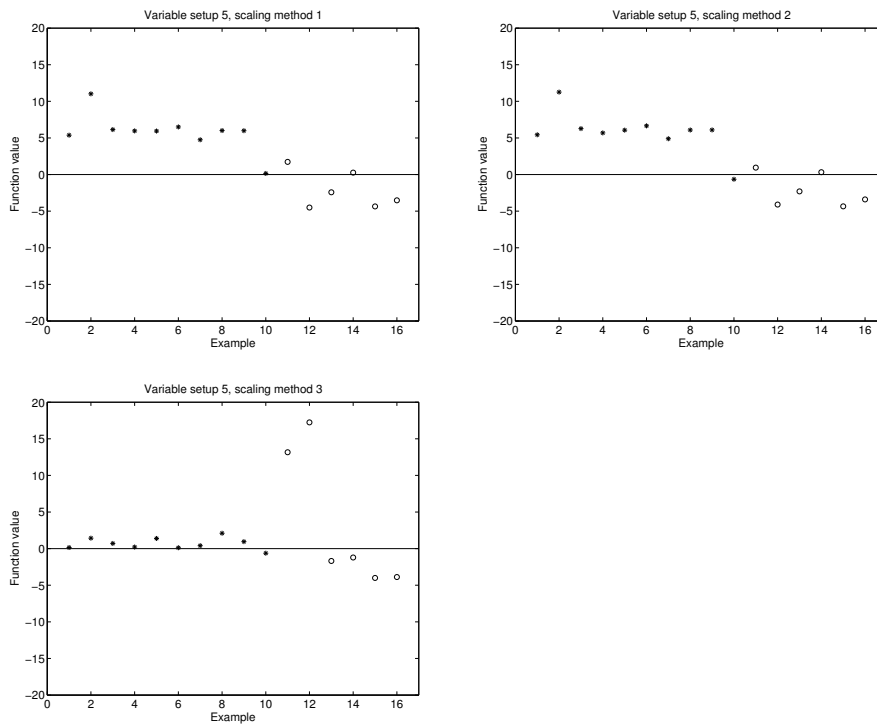 Variable setup 5, scaling method 1
20
15
10
5
0
−5
−10
−15
−20
Function value
0 2 4 6 8 10 12 14 16
Example
Variable setup 5, scaling method 2
20
15
10
5
0
−5
−10
−15
−20
Function value
0 2 4 6 8 10 12 14 16
Example
Variable setup 5, scaling method 3
20
15
10
5
0
−5
−10
−15
−20
Function value
0 2 4 6 8 10 12 14 16
Example